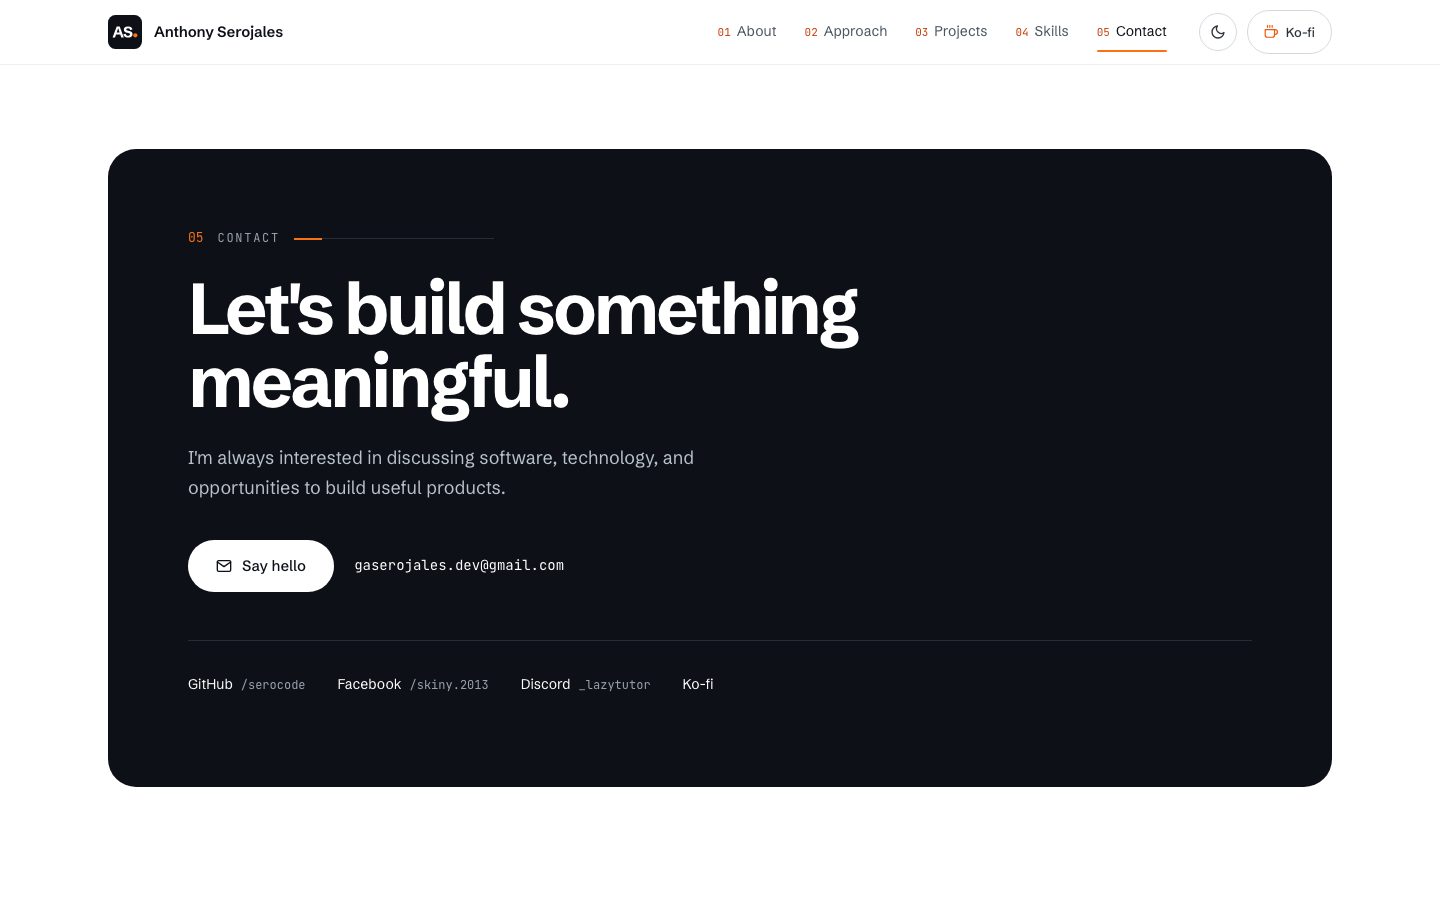 AS. Anthony Serojales 01 About 02 Approach 03 Projects 04 Skills 05 Contact Ko-fi
05 CONTACT
Let's build something
meaningful.
I'm always interested in discussing software, technology, and
opportunities to build useful products.
Say hello gaserojales.dev@gmail.com
GitHub /serocode Facebook /skiny.2013 Discord _lazytutor Ko-fi